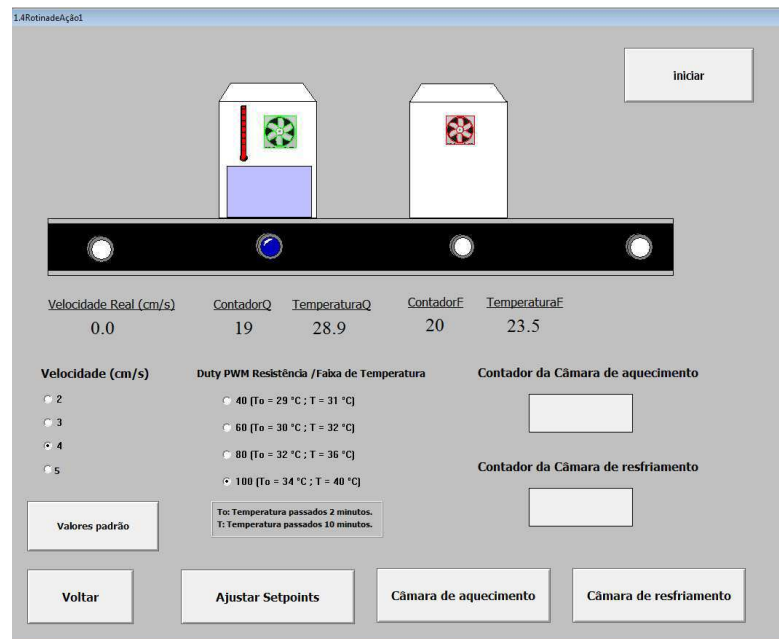 1.4RotinadeAção1
iniciar
Velocidade Real (cm/s)
ContadorQ
TemperaturaQ
ContadorF
TemperaturaF
0.0
19
28.9
20
23.5
Velocidade (cm/s)
Duty PWM Resistência /Faixa de Temperatura
Contador da Câmara de aquecimento
2
40 (To = 29 °C ; T = 31 °C)
3
60 (To = 30 °C ; T = 32 °C)
4
80 (To = 32 °C ; T = 36 °C)
5
100 (To = 34 °C ; T = 40 °C)
Contador da Câmara de resfriamento
To: Temperatura passados 2 minutos.
T: Temperatura passados 10 minutos.
Valores padrão
Voltar
Ajustar Setpoints
Câmara de aquecimento
Câmara de resfriamento